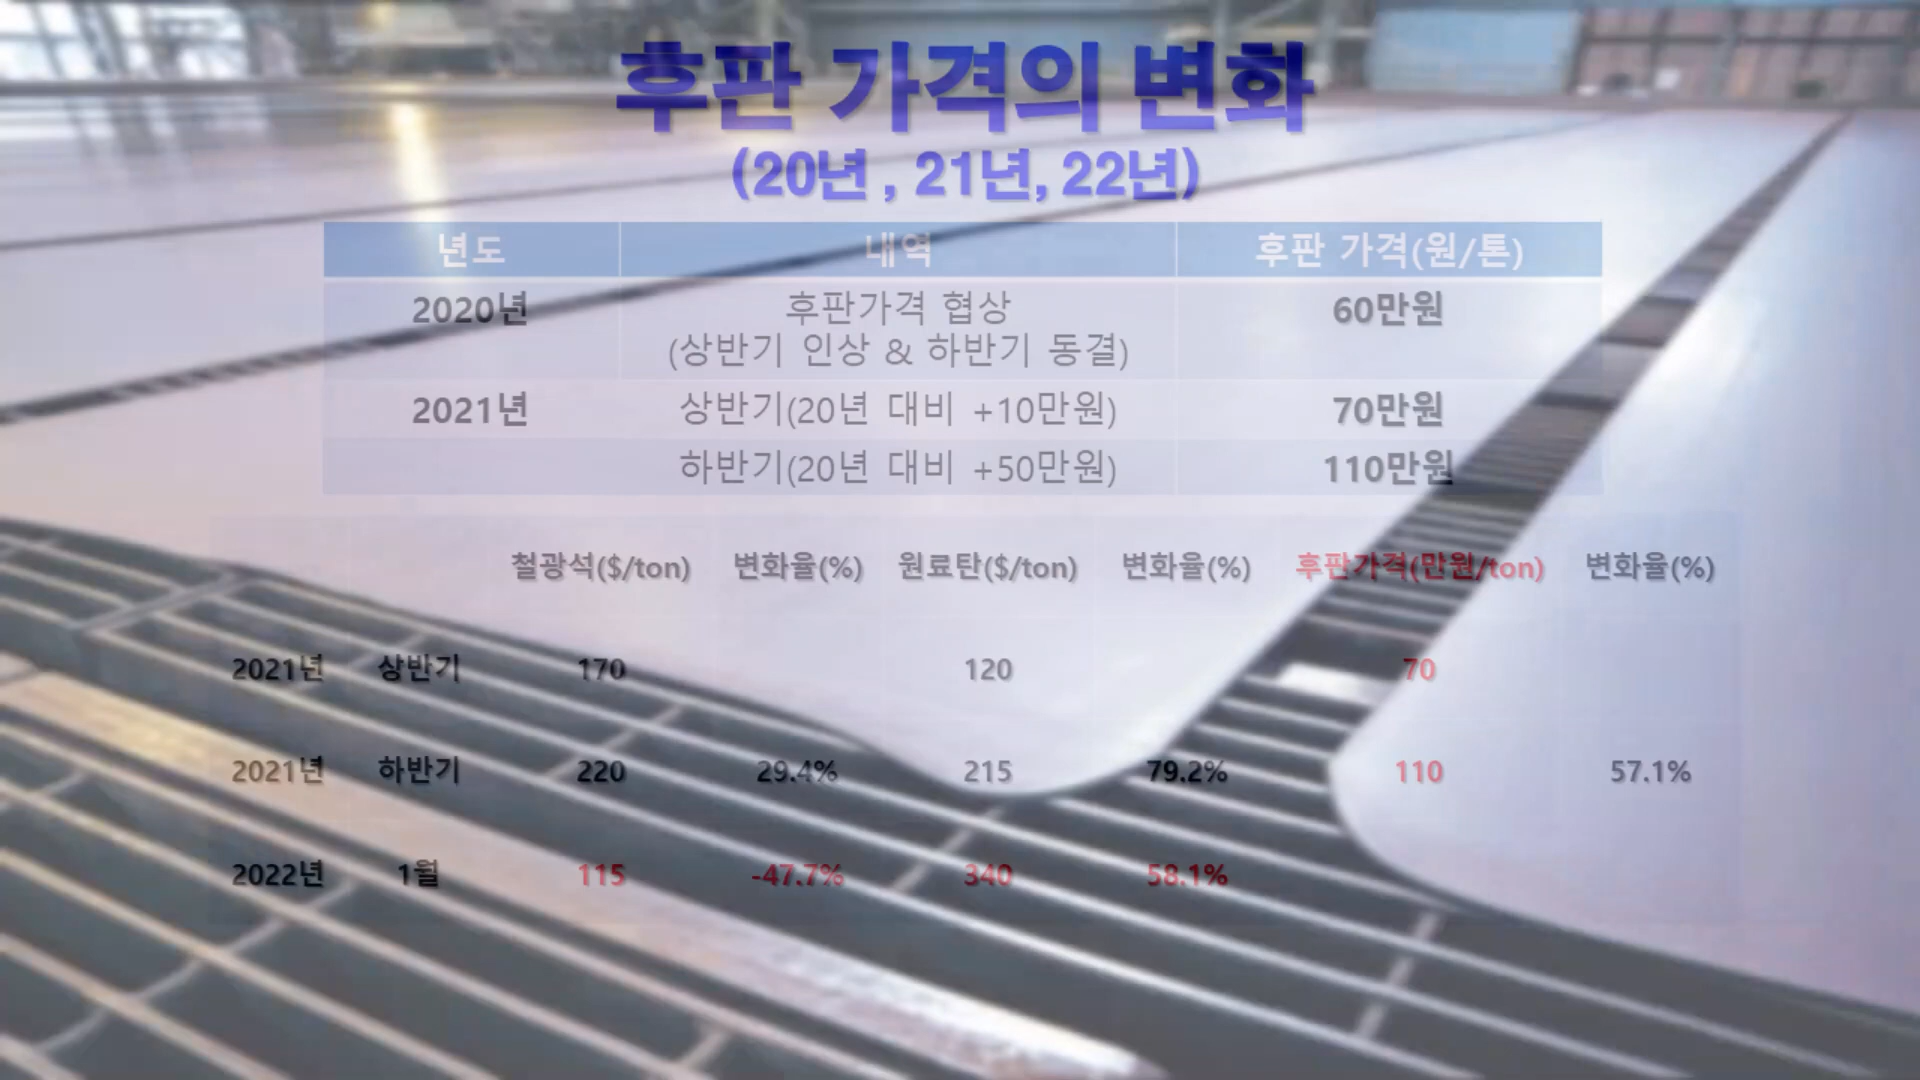 후판 가격의 변화
(20년 , 21년, 22년)
년도 내역 후판 가격(원/톤)
2020년 후판가격 협상 60만원
(상반기 인상 & 하반기 동결)
2021년 상반기(20년 대비 +10만원) 70만원
하반기(20년 대비 +50만원) 110만원
철광석($/ton) 변화율(%) 원료탄($/ton) 변화율(%) 후판가격(만원/ton) 변화율(%)
2021년 상반기 170 120 70
2021년 하반기 220 29.4% 215 79.2% 110 57.1%
2022년 1월 115 -47.7% 340 58.1%